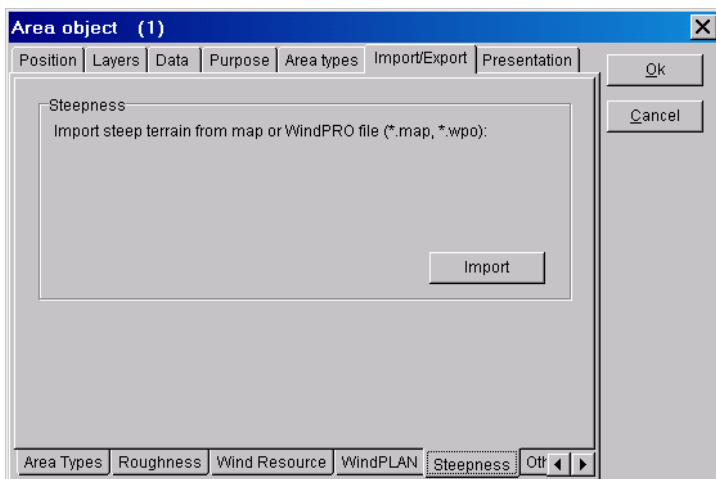 Area object (1)
Position Layers Data Purpose Area types Import/Export Presentation
Ok
Cancel
Steepness
Import steep terrain from map or WindPRO file (*.map, *.wpo):
Import
Area Types Roughness Wind Resource WindPLAN Steepness Oth